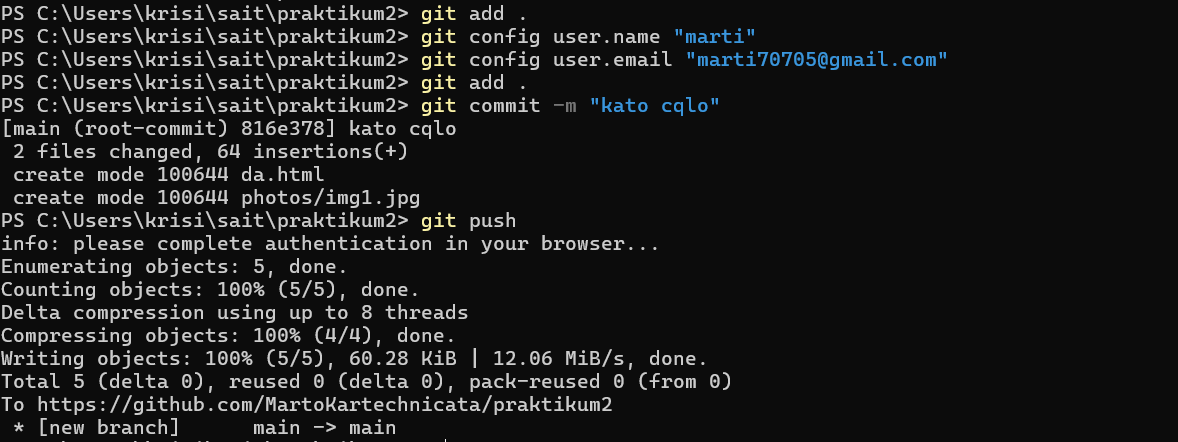 PS C:\Users\krisi\sait\praktikum2> git add .
PS C:\Users\krisi\sait\praktikum2> git config user.name "marti"
PS C:\Users\krisi\sait\praktikum2> git config user.email "marti70705@gmail.com"
PS C:\Users\krisi\sait\praktikum2> git add .
PS C:\Users\krisi\sait\praktikum2> git commit -m "kato cqlo"
[main (root-commit) 816e378] kato cqlo
 2 files changed, 64 insertions(+)
 create mode 100644 da.html
 create mode 100644 photos/img1.jpg
PS C:\Users\krisi\sait\praktikum2> git push
info: please complete authentication in your browser...
Enumerating objects: 5, done.
Counting objects: 100% (5/5), done.
Delta compression using up to 8 threads
Compressing objects: 100% (4/4), done.
Writing objects: 100% (5/5), 60.28 KiB | 12.06 MiB/s, done.
Total 5 (delta 0), reused 0 (delta 0), pack-reused 0 (from 0)
To https://github.com/MartoKartechnicata/praktikum2
 * [new branch]      main -> main